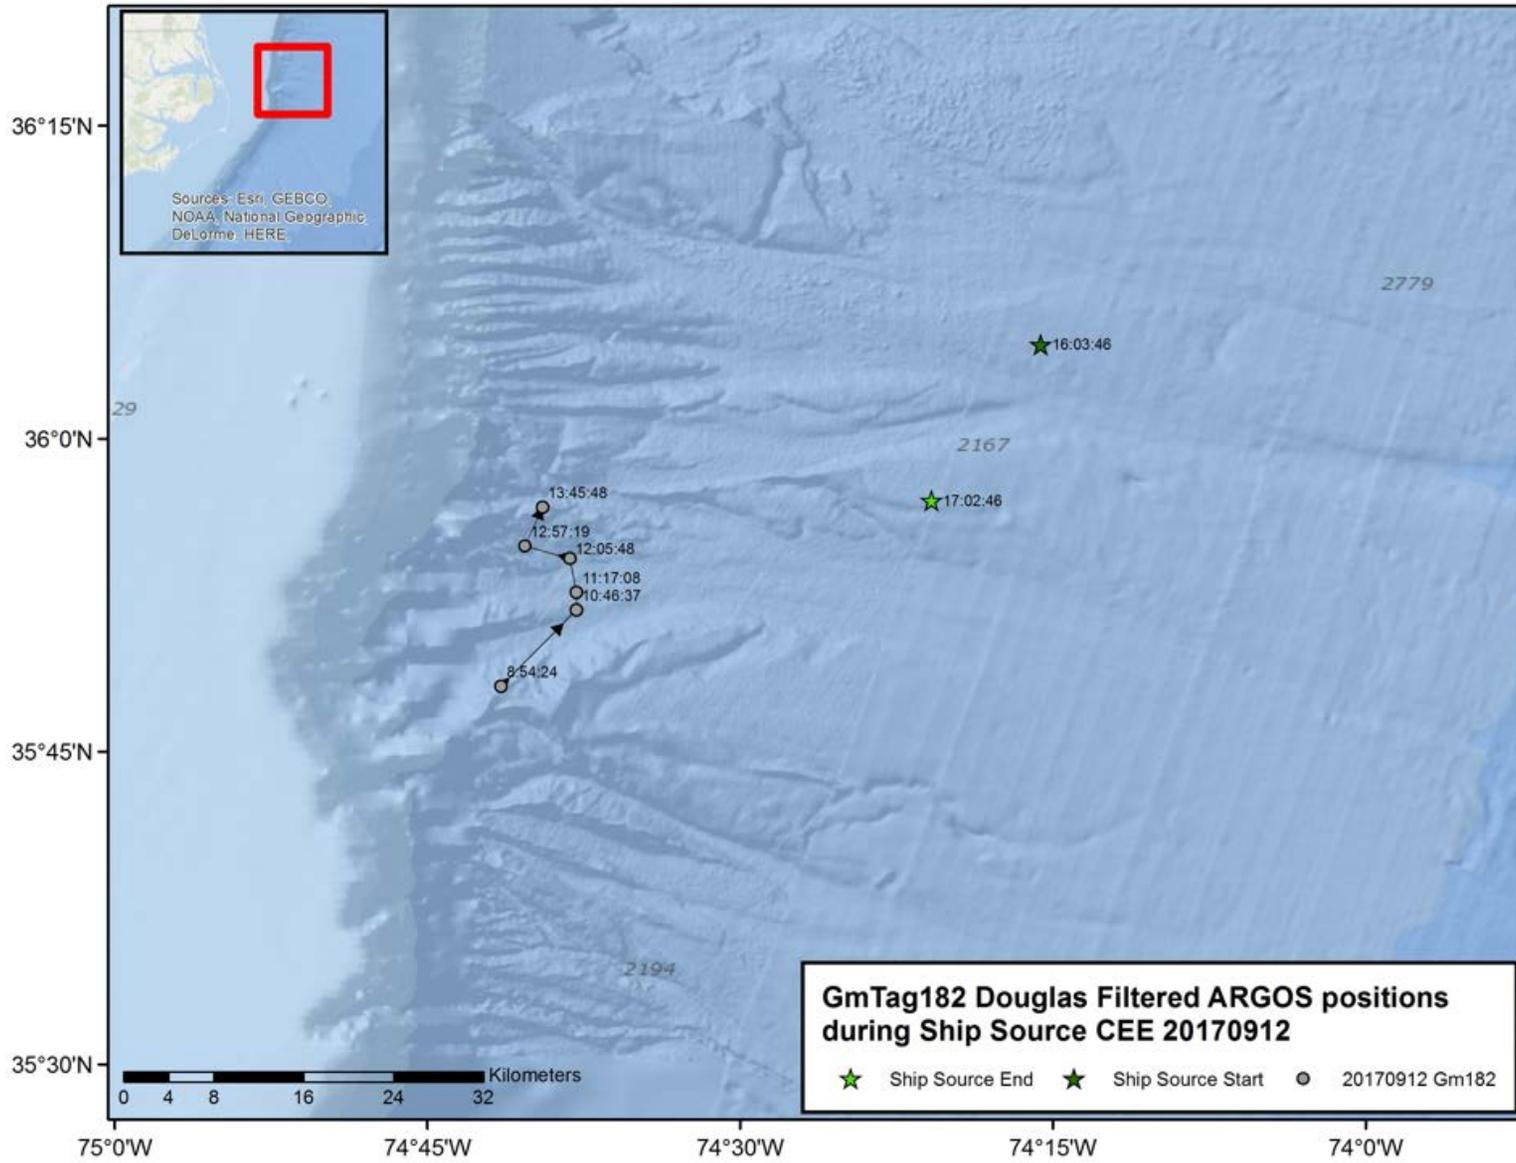 Sources: Esri, GEBCO,
NOAA, National Geographic,
DeLorme, HERE,
36°15'N
2779
16:03:46
29
36°0'N
2167
13:45:48
17:02:46
12:57:19
12:05:48
11:17:08
10:46:37
8:54:24
35°45'N
2194
GmTag182 Douglas Filtered ARGOS positions
during Ship Source CEE 20170912
Ship Source End
Ship Source Start
20170912 Gm182
35°30'N
Kilometers
0 4 8 16 24 32
75°0'W 74°45'W 74°30'W 74°15'W 74°0'W